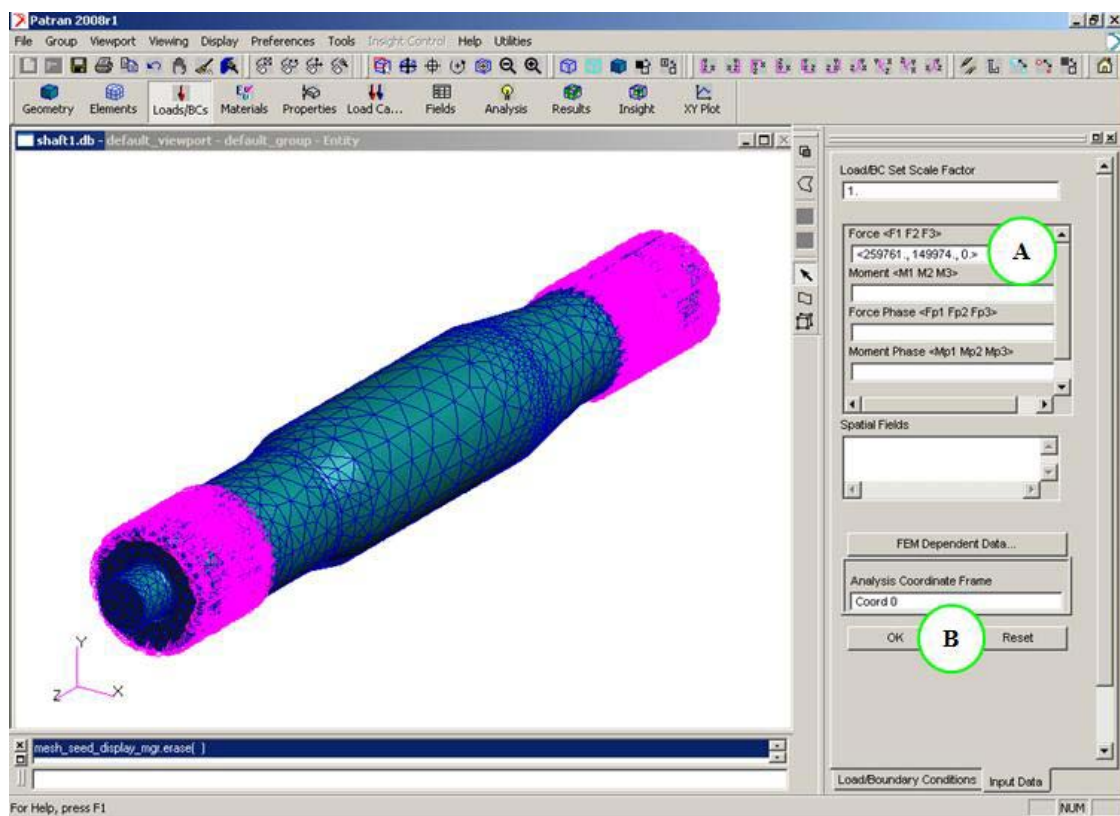 Patran 2008r1
File Group Viewport Viewing Display Preferences Tools Insight Control Help Utilities
Geometry Elements Loads/BCs Materials Properties Load Ca... Fields Analysis Results Insight XY Plot
shaft1.db - default_viewport - default_group - Entity
Load/BC Set Scale Factor
1.
Force <F1 F2 F3>
<259761., 149974., 0.>
A
Moment <M1 M2 M3>
Force Phase <Fp1 Fp2 Fp3>
Moment Phase <Mp1 Mp2 Mp3>
Spatial Fields
FEM Dependent Data...
Analysis Coordinate Frame
Coord 0
OK
B
Reset
Y
Z
X
mesh_seed_display_mgr.erase( )
Load/Boundary Conditions Input Data
For Help, press F1
NUM